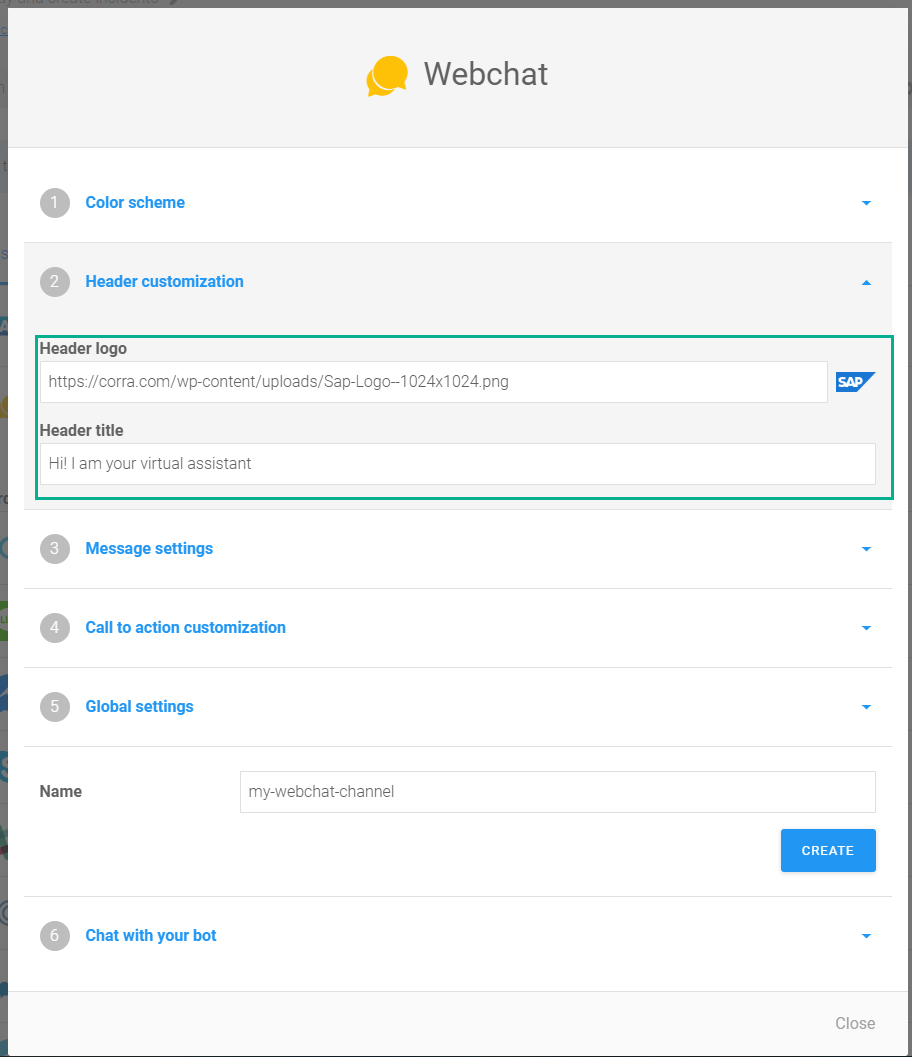 Webchat
1 Color scheme
2 Header customization
Header logo
https://corra.com/wp-content/uploads/Sap-Logo--1024x1024.png SAP
Header title
Hi! I am your virtual assistant
3 Message settings
4 Call to action customization
5 Global settings
Name my-webchat-channel
CREATE
6 Chat with your bot
Close